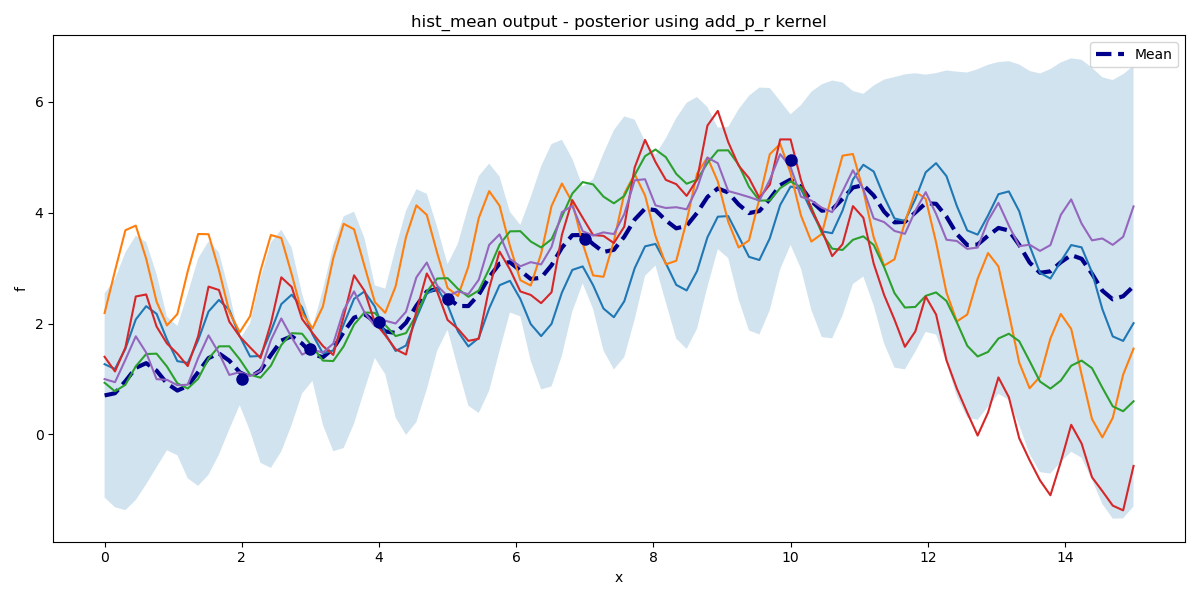 hist_mean output - posterior using add_p_r kernel
Mean
f
6
4
2
0
0 2 4 6 8 10 12 14
x